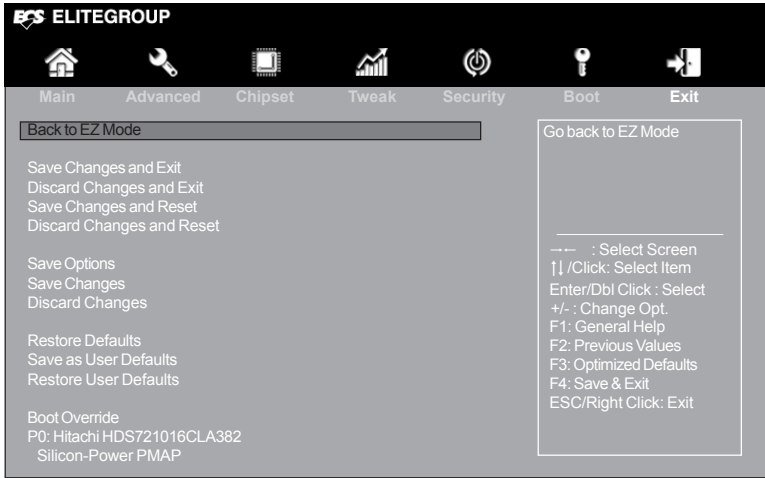 ECS ELITEGROUP
Main Advanced Chipset Tweak Security Boot Exit
Back to EZ Mode
Save Changes and Exit
Discard Changes and Exit
Save Changes and Reset
Discard Changes and Reset
Save Options
Save Changes
Discard Changes
Restore Defaults
Save as User Defaults
Restore User Defaults
Boot Override
P0: Hitachi HDS721016CLA382
Silicon-Power PMAP
Go back to EZ Mode
→← : Select Screen
↑↓/Click: Select Item
Enter/Dbl Click : Select
+/- : Change Opt.
F1: General Help
F2: Previous Values
F3: Optimized Defaults
F4: Save & Exit
ESC/Right Click: Exit